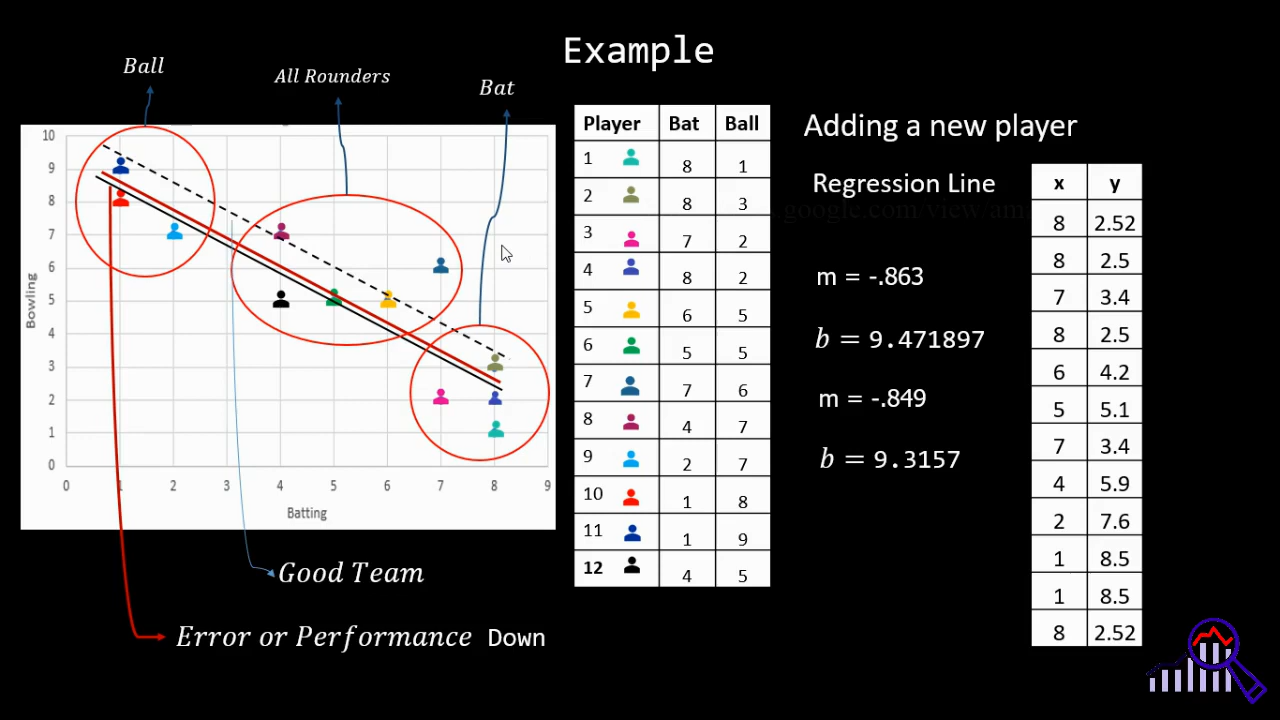 Example
Ball
All Rounders
Bat
10
9
8
7
6
5
4
3
2
1
0
Bowling
0 1 2 3 4 5 6 7 8 9
Batting
Good Team
Error or Performance Down
Player Bat Ball
1 8 1
2 8 3
3 7 2
4 8 2
5 6 5
6 5 5
7 7 6
8 4 7
9 2 7
10 1 8
11 1 9
12 4 5
Adding a new player
Regression Line
m = -.863
b = 9.471897
m = -.849
b = 9.3157
x y
8 2.52
8 2.5
7 3.4
8 2.5
6 4.2
5 5.1
7 3.4
4 5.9
2 7.6
1 8.5
1 8.5
8 2.52